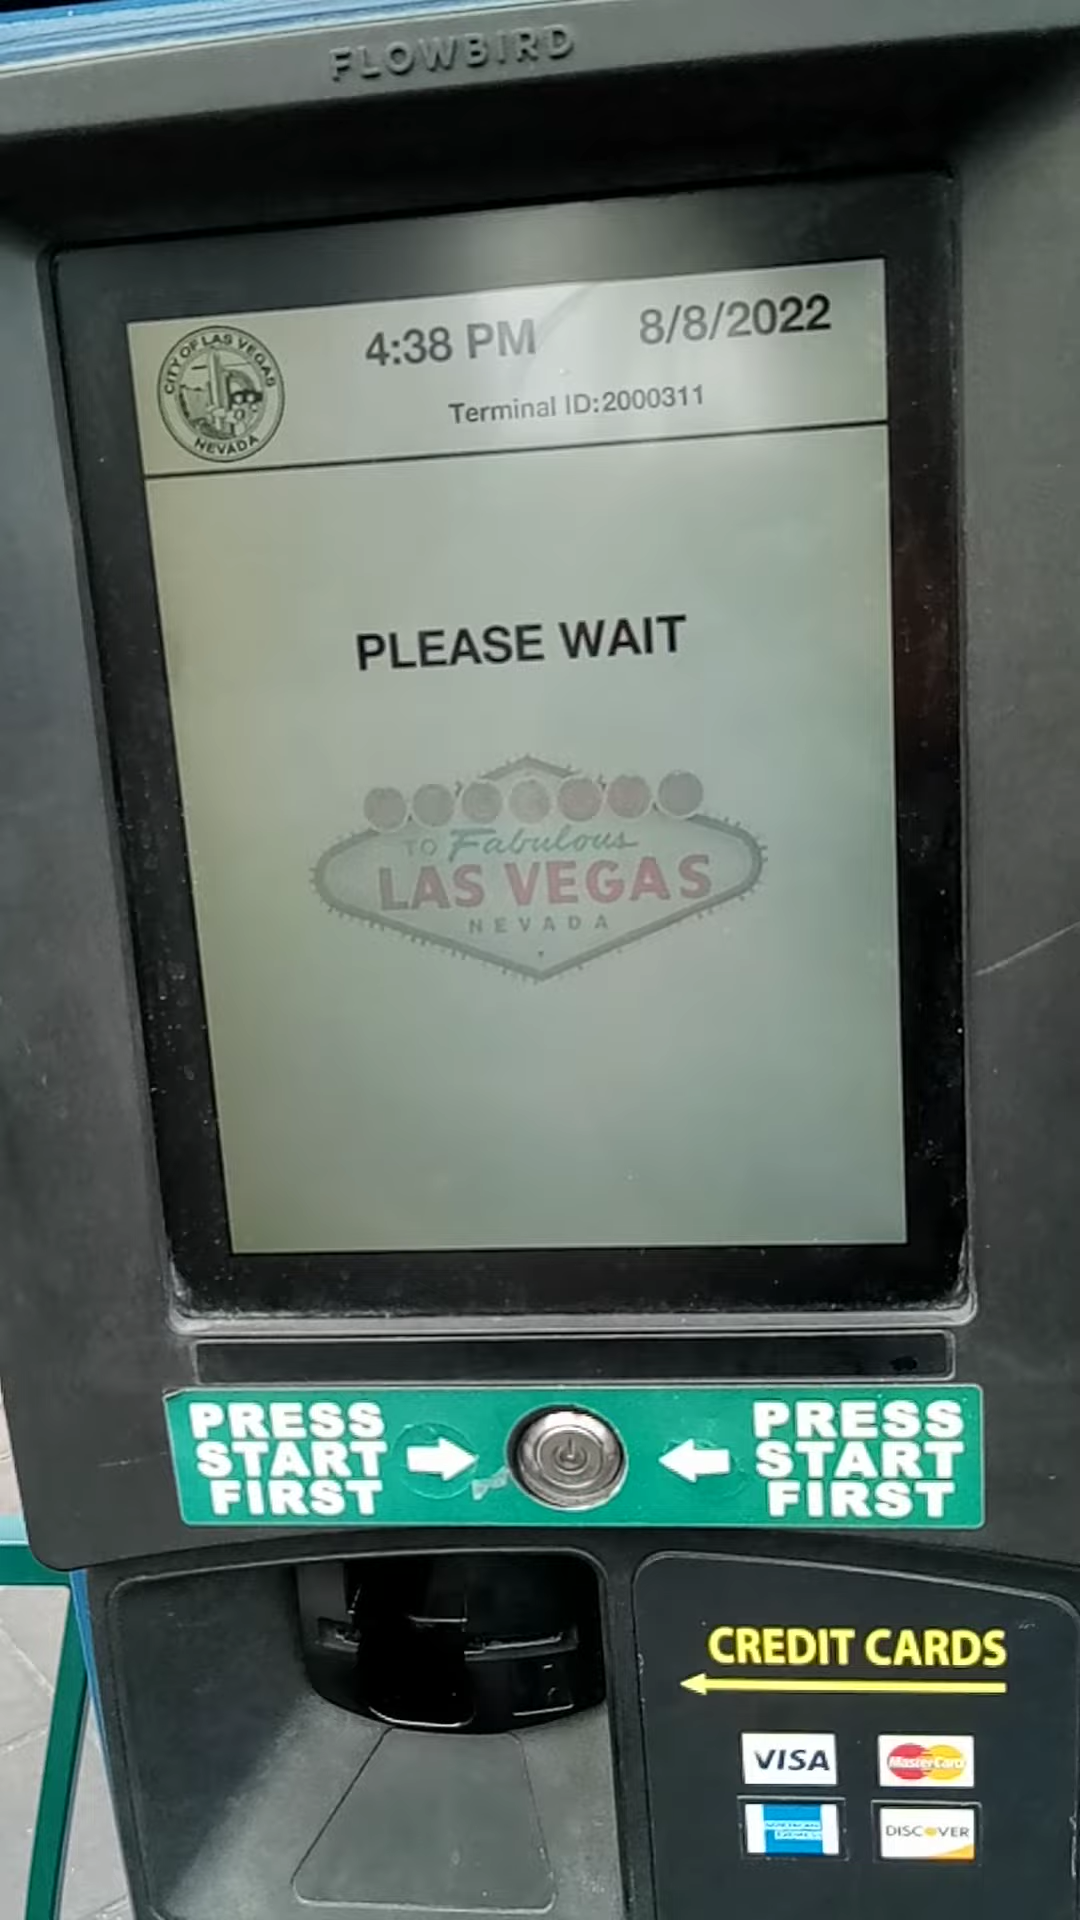 FLOWBIRD
CITY OF LAS VEGAS
NEVADA
4:38 PM
8/8/2022
Terminal ID:2000311
PLEASE WAIT
TO Fabulous
LAS VEGAS
NEVADA
PRESS
START
FIRST
PRESS
START
FIRST
CREDIT CARDS
VISA
MasterCard
AMERICAN
EXPRESS
DISCOVER